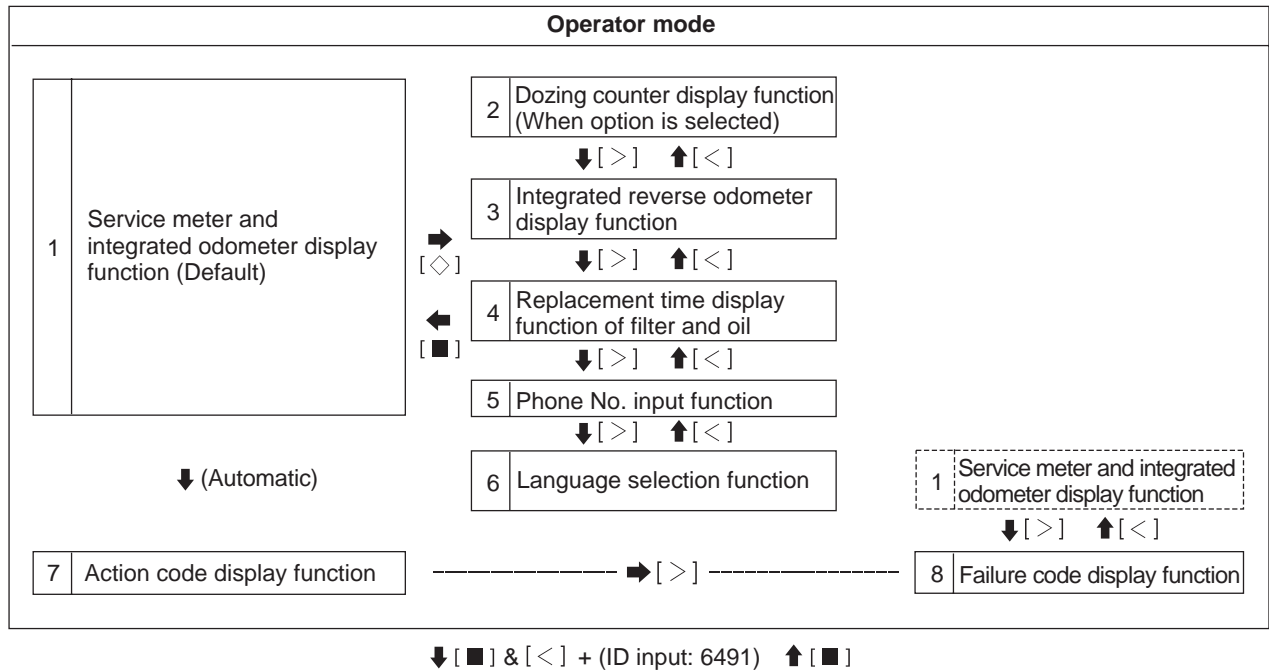 Operator mode
1
Service meter and
integrated odometer display
function (Default)
[◇]
[■]
2
Dozing counter display function
(When option is selected)
[>] [<]
3
Integrated reverse odometer
display function
[>] [<]
4
Replacement time display
function of filter and oil
[>] [<]
5 Phone No. input function
[>] [<]
6 Language selection function
(Automatic)
1
Service meter and integrated
odometer display function
[>] [<]
7 Action code display function
[>]
8 Failure code display function
[■] & [<] + (ID input: 6491) [■]